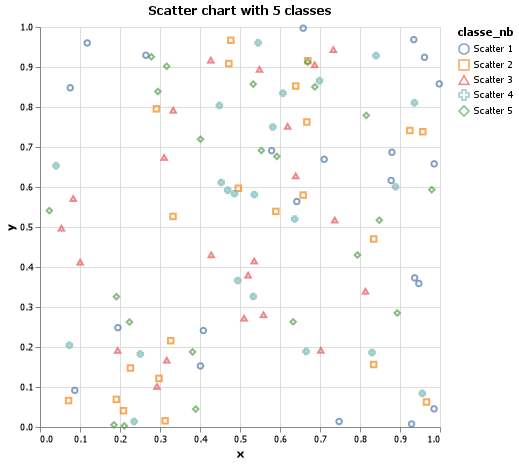 Scatter chart with 5 classes
classe_nb
Scatter 1
Scatter 2
Scatter 3
Scatter 4
Scatter 5
1.0
0.9
0.8
0.7
0.6
0.5
0.4
0.3
0.2
0.1
0.0
y
0.0 0.1 0.2 0.3 0.4 0.5 0.6 0.7 0.8 0.9 1.0
x